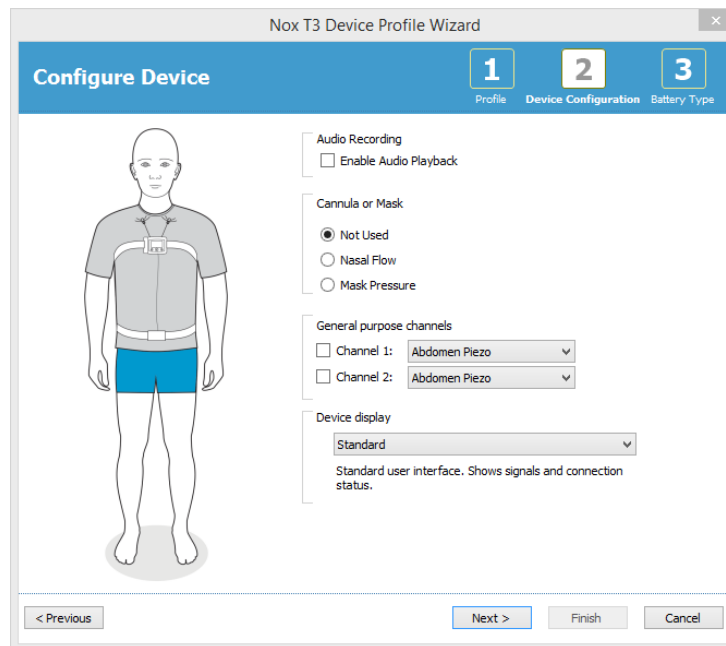 Nox T3 Device Profile Wizard
Configure Device
1
Profile
2
Device Configuration
3
Battery Type
Audio Recording
Enable Audio Playback
Cannula or Mask
Not Used
Nasal Flow
Mask Pressure
General purpose channels
Channel 1: Abdomen Piezo
Channel 2: Abdomen Piezo
Device display
Standard
Standard user interface. Shows signals and connection
status.
< Previous
Next >
Finish
Cancel